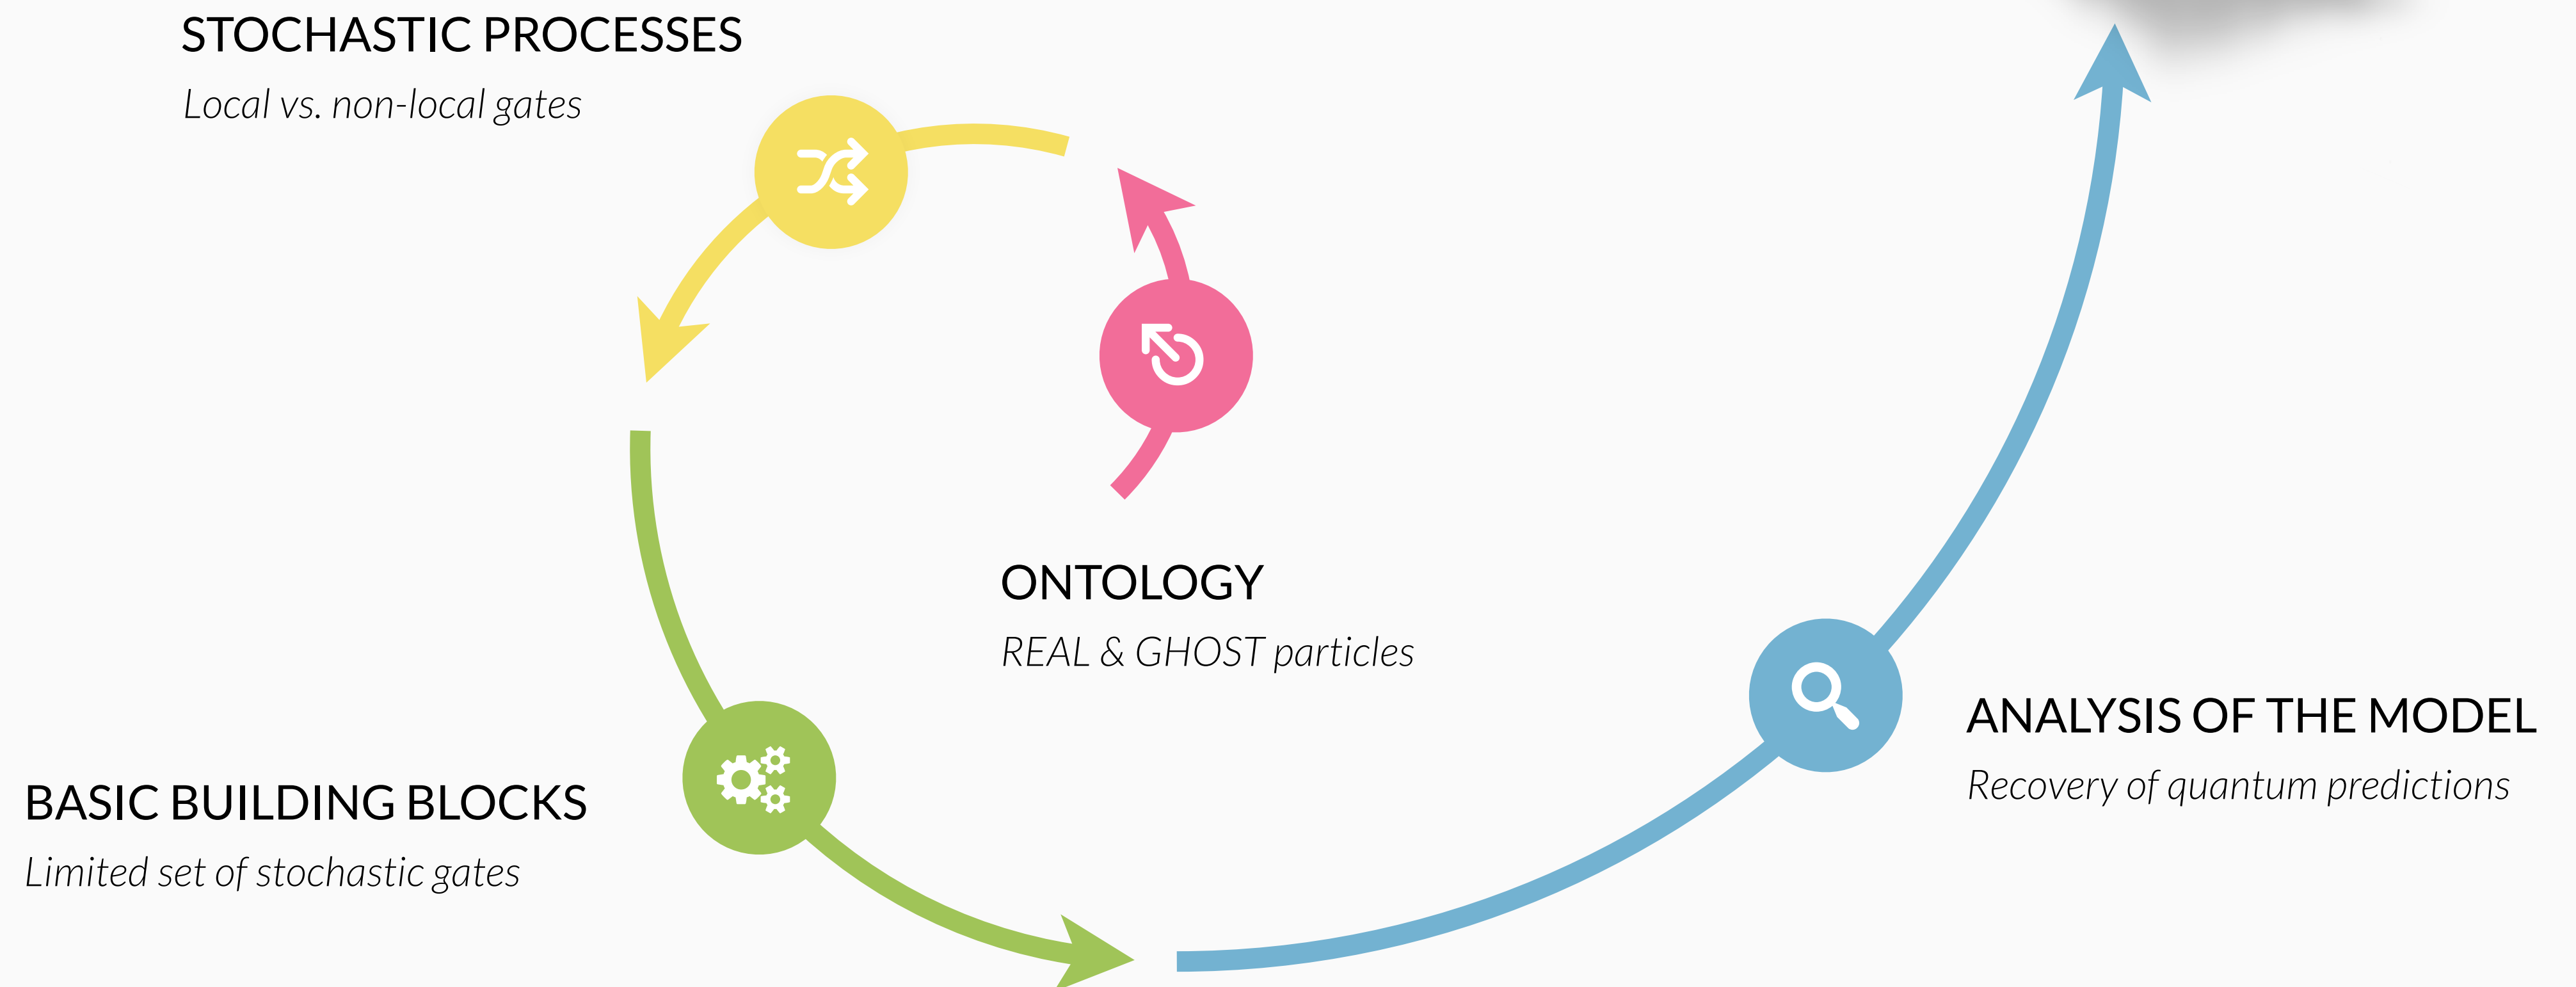 STOCHASTIC PROCESSES
Local vs. non-local gates
ONTOLOGY
REAL & GHOST particles
BASIC BUILDING BLOCKS
Limited set of stochastic gates
ANALYSIS OF THE MODEL
Recovery of quantum predictions